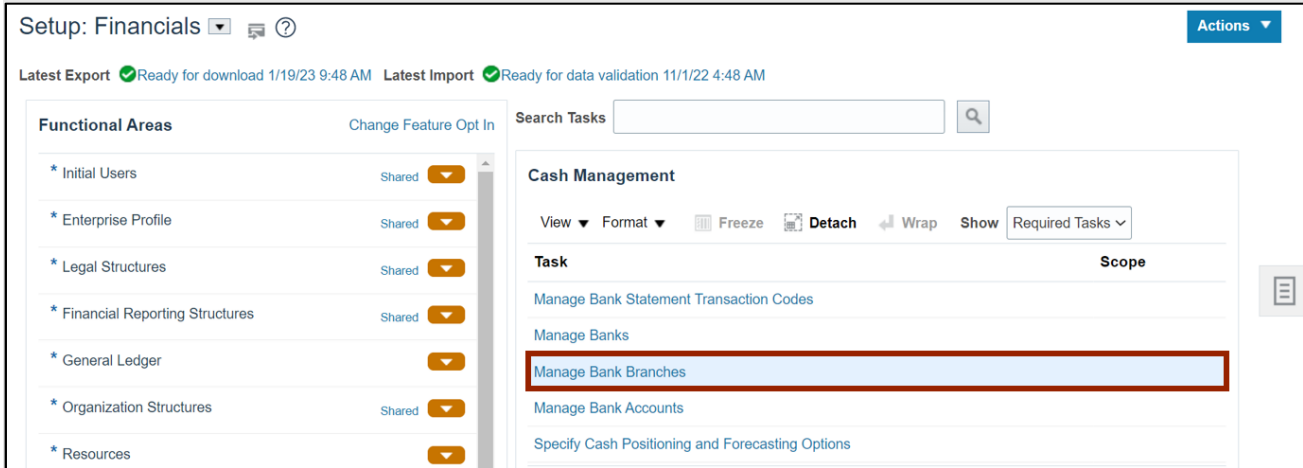 Setup: Financials
Actions
Latest Export Ready for download 1/19/23 9:48 AM Latest Import Ready for data validation 11/1/22 4:48 AM
Functional Areas Change Feature Opt In
* Initial Users Shared
* Enterprise Profile Shared
* Legal Structures Shared
* Financial Reporting Structures Shared
* General Ledger
* Organization Structures Shared
* Resources
Search Tasks
Cash Management
View Format Freeze Detach Wrap Show Required Tasks
Task Scope
Manage Bank Statement Transaction Codes
Manage Banks
Manage Bank Branches
Manage Bank Accounts
Specify Cash Positioning and Forecasting Options